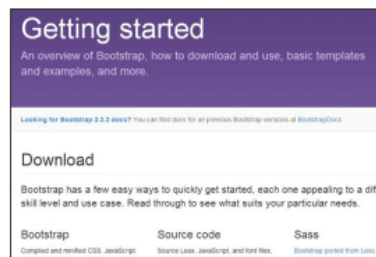 Getting started
An overview of Bootstrap, how to download and use, basic templates
and examples, and more.
Looking for Bootstrap 2.3.2 docs? You can find docs for all previous Bootstrap versions at BootstrapDocs
Download
Bootstrap has a few easy ways to quickly get started, each one appealing to a dif
skill level and use case. Read through to see what suits your particular needs.
Bootstrap
Compiled and minified CSS, JavaScript,
Source code
Source Less, JavaScript, and font files,
Sass
Bootstrap ported from Less